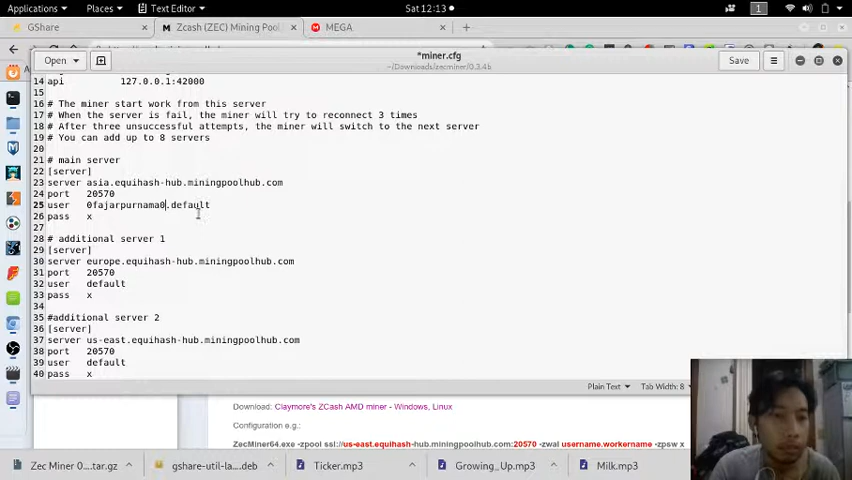 Applications
Places
Text Editor
Sat 12:13
1
GShare
Zcash (ZEC) Mining Pool
MEGA
Open
*miner.cfg
~/Downloads/zecminer/0.3.4b
Save
14 api 127.0.0.1:42000
15
16 # The miner start work from this server
17 # When the server is fail, the miner will try to reconnect 3 times
18 # After three unsuccessful attempts, the miner will switch to the next server
19 # You can add up to 8 servers
20
21 # main server
22 [server]
23 server asia.equihash-hub.miningpoolhub.com
24 port 20570
25 user 0fajarpurnama0.default
26 pass x
27
28 # additional server 1
29 [server]
30 server europe.equihash-hub.miningpoolhub.com
31 port 20570
32 user default
33 pass x
34
35 #additional server 2
36 [server]
37 server us-east.equihash-hub.miningpoolhub.com
38 port 20570
39 user default
40 pass x
Plain Text
Tab Width: 8
Download: Claymore's ZCash AMD miner - Windows, Linux
Configuration e.g.:
ZecMiner64.exe -zpool ssl://us-east.equihash-hub.miningpoolhub.com:20570 -zwal username.workername -zpsw x
Zec Miner 0....tar.gz
gshare-util-la....deb
Ticker.mp3
Growing_Up.mp3
Milk.mp3